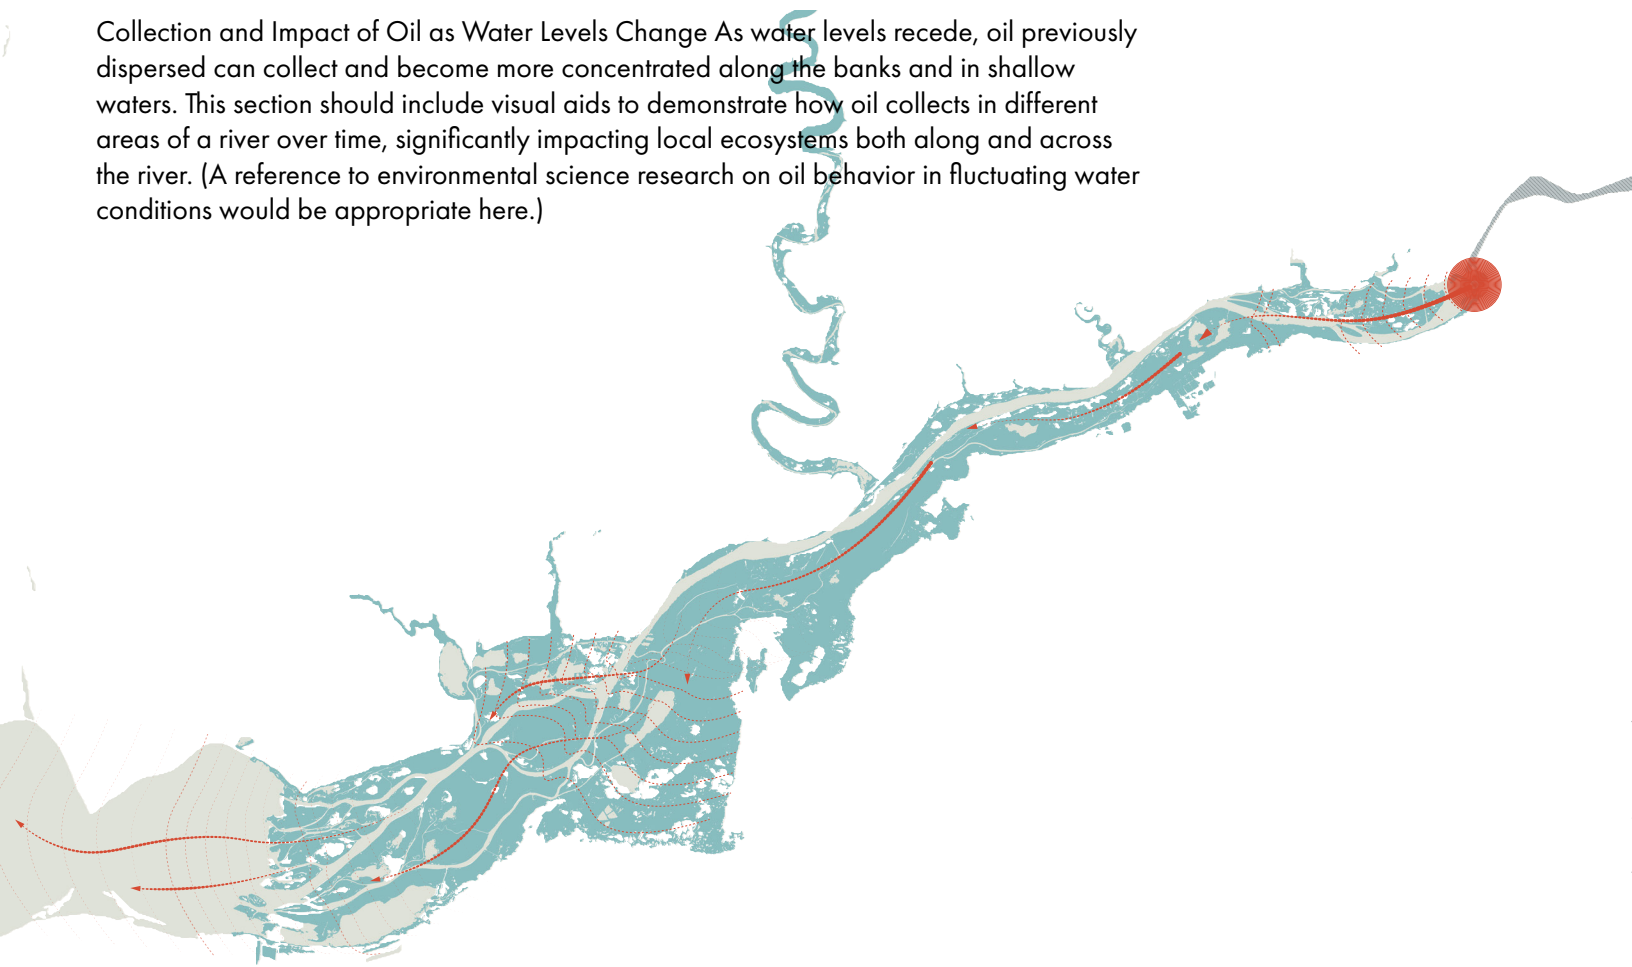 Collection and Impact of Oil as Water Levels Change As water levels recede, oil previously
dispersed can collect and become more concentrated along the banks and in shallow
waters. This section should include visual aids to demonstrate how oil collects in different
areas of a river over time, significantly impacting local ecosystems both along and across
the river. (A reference to environmental science research on oil behavior in fluctuating water
conditions would be appropriate here.)